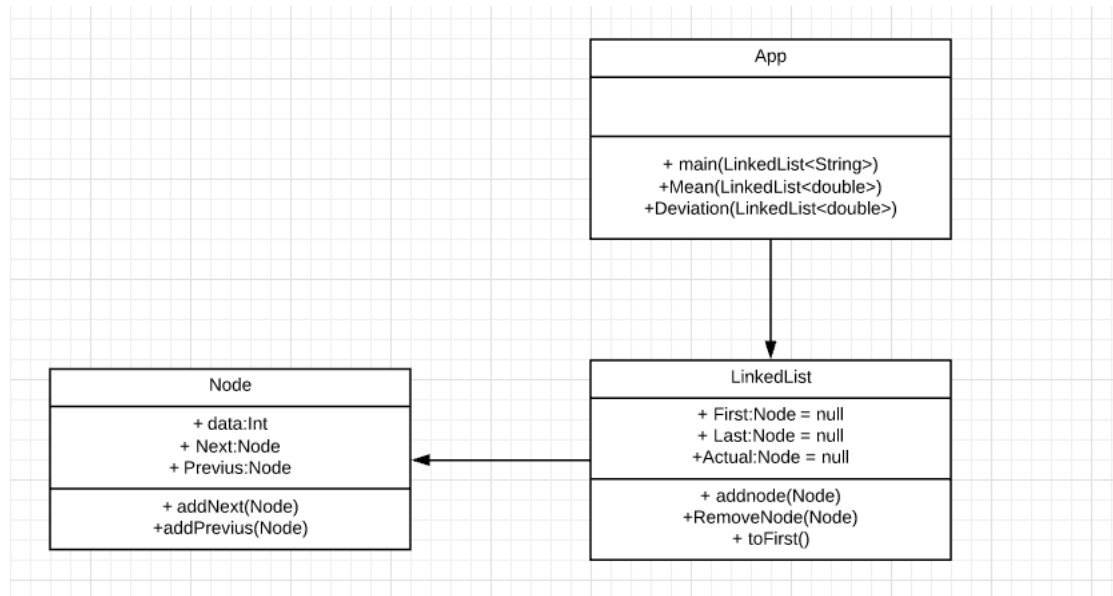 App
+ main(LinkedList<String>)
+Mean(LinkedList<double>)
+Deviation(LinkedList<double>)
Node
+ data:Int
+ Next:Node
+ Previus:Node
+ addNext(Node)
+addPrevius(Node)
LinkedList
+ First:Node = null
+ Last:Node = null
+Actual:Node = null
+ addnode(Node)
+RemoveNode(Node)
+ toFirst()